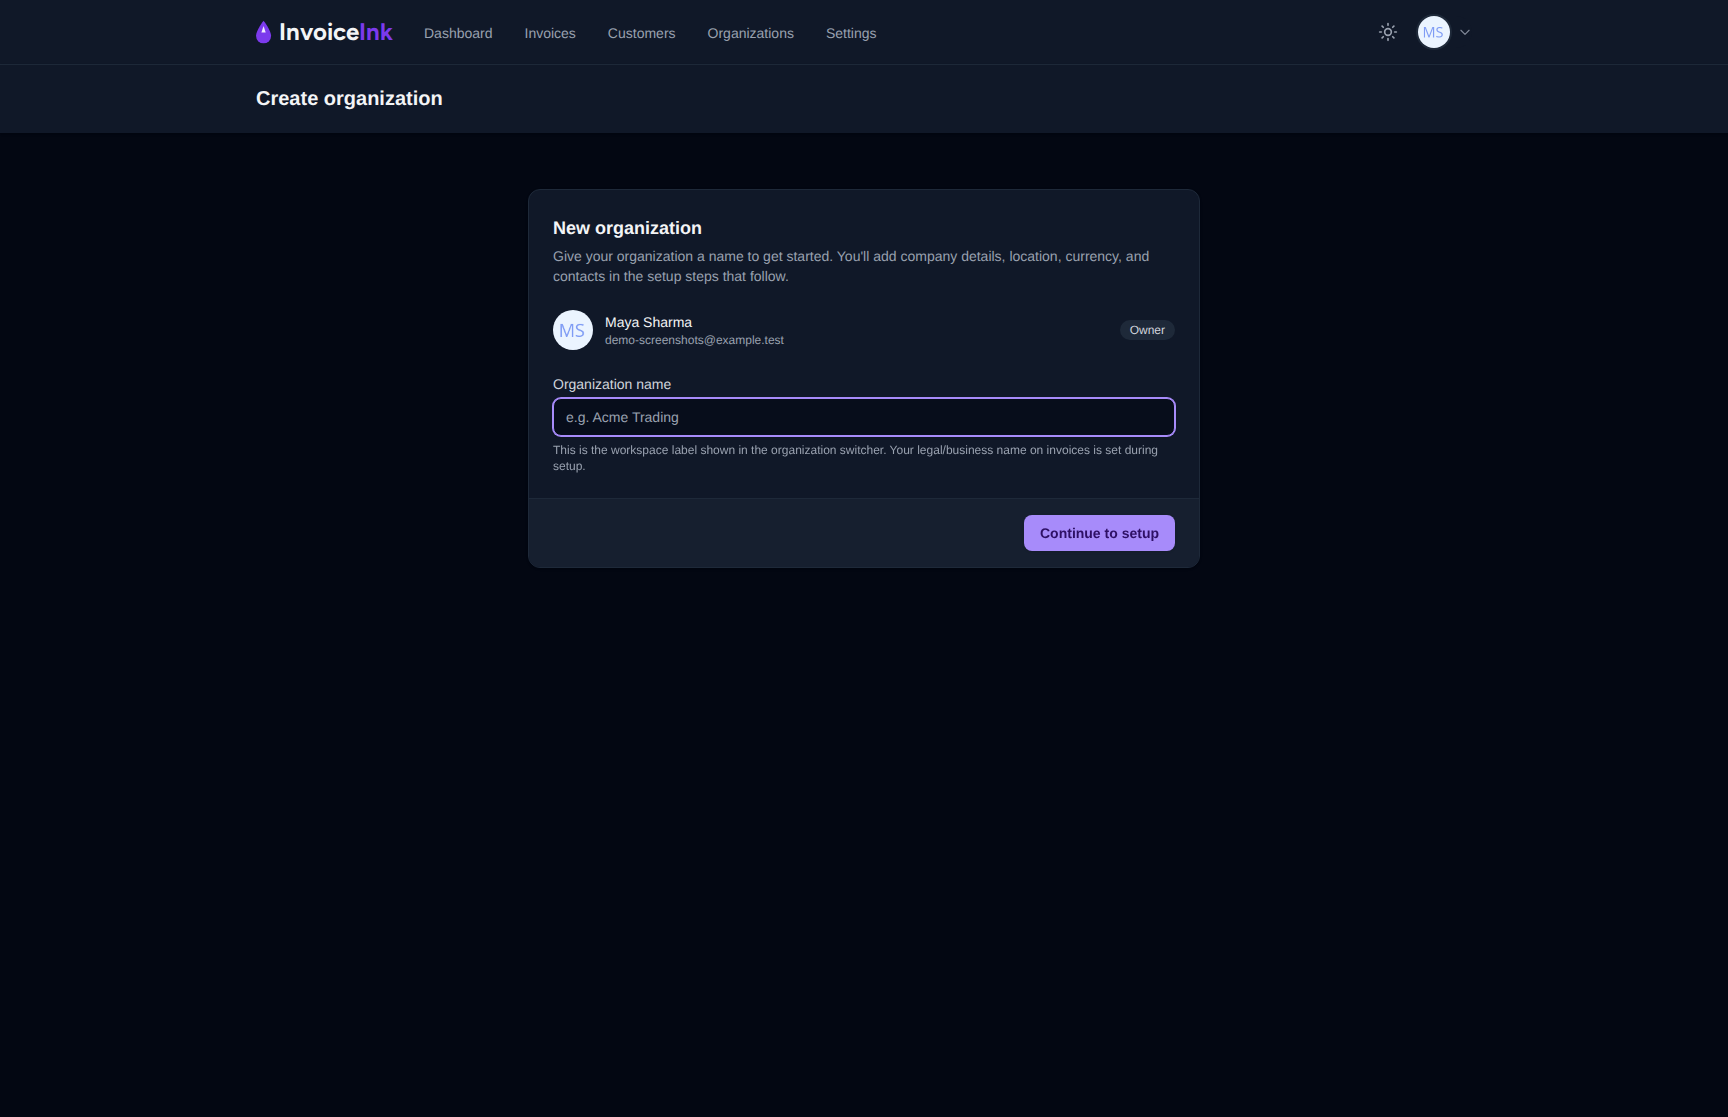 InvoiceInk
Dashboard
Invoices
Customers
Organizations
Settings
MS
Create organization
New organization
Give your organization a name to get started. You'll add company details, location, currency, and
contacts in the setup steps that follow.
MS
Maya Sharma
demo-screenshots@example.test
Owner
Organization name
e.g. Acme Trading
This is the workspace label shown in the organization switcher. Your legal/business name on invoices is set during
setup.
Continue to setup